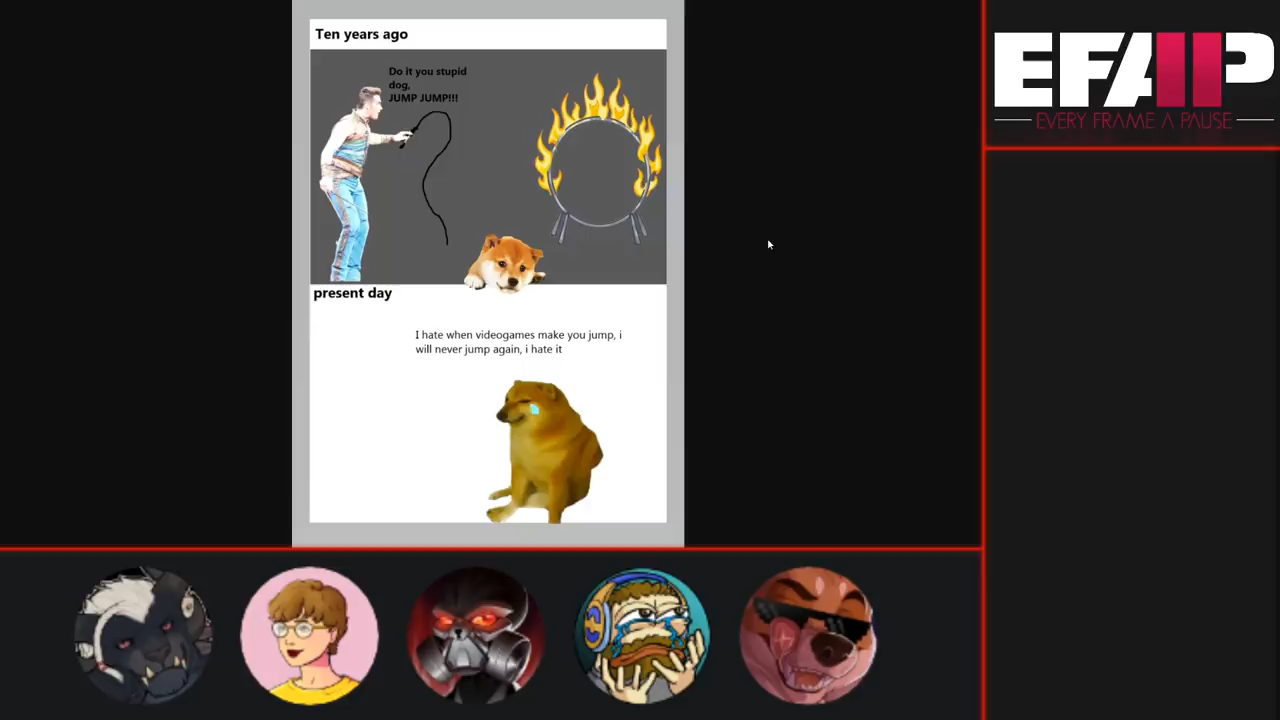 Ten years ago
Do it you stupid
dog,
JUMP JUMP!!!
present day
I hate when videogames make you jump, i
will never jump again, i hate it
EFAP
EVERY FRAME A PAUSE